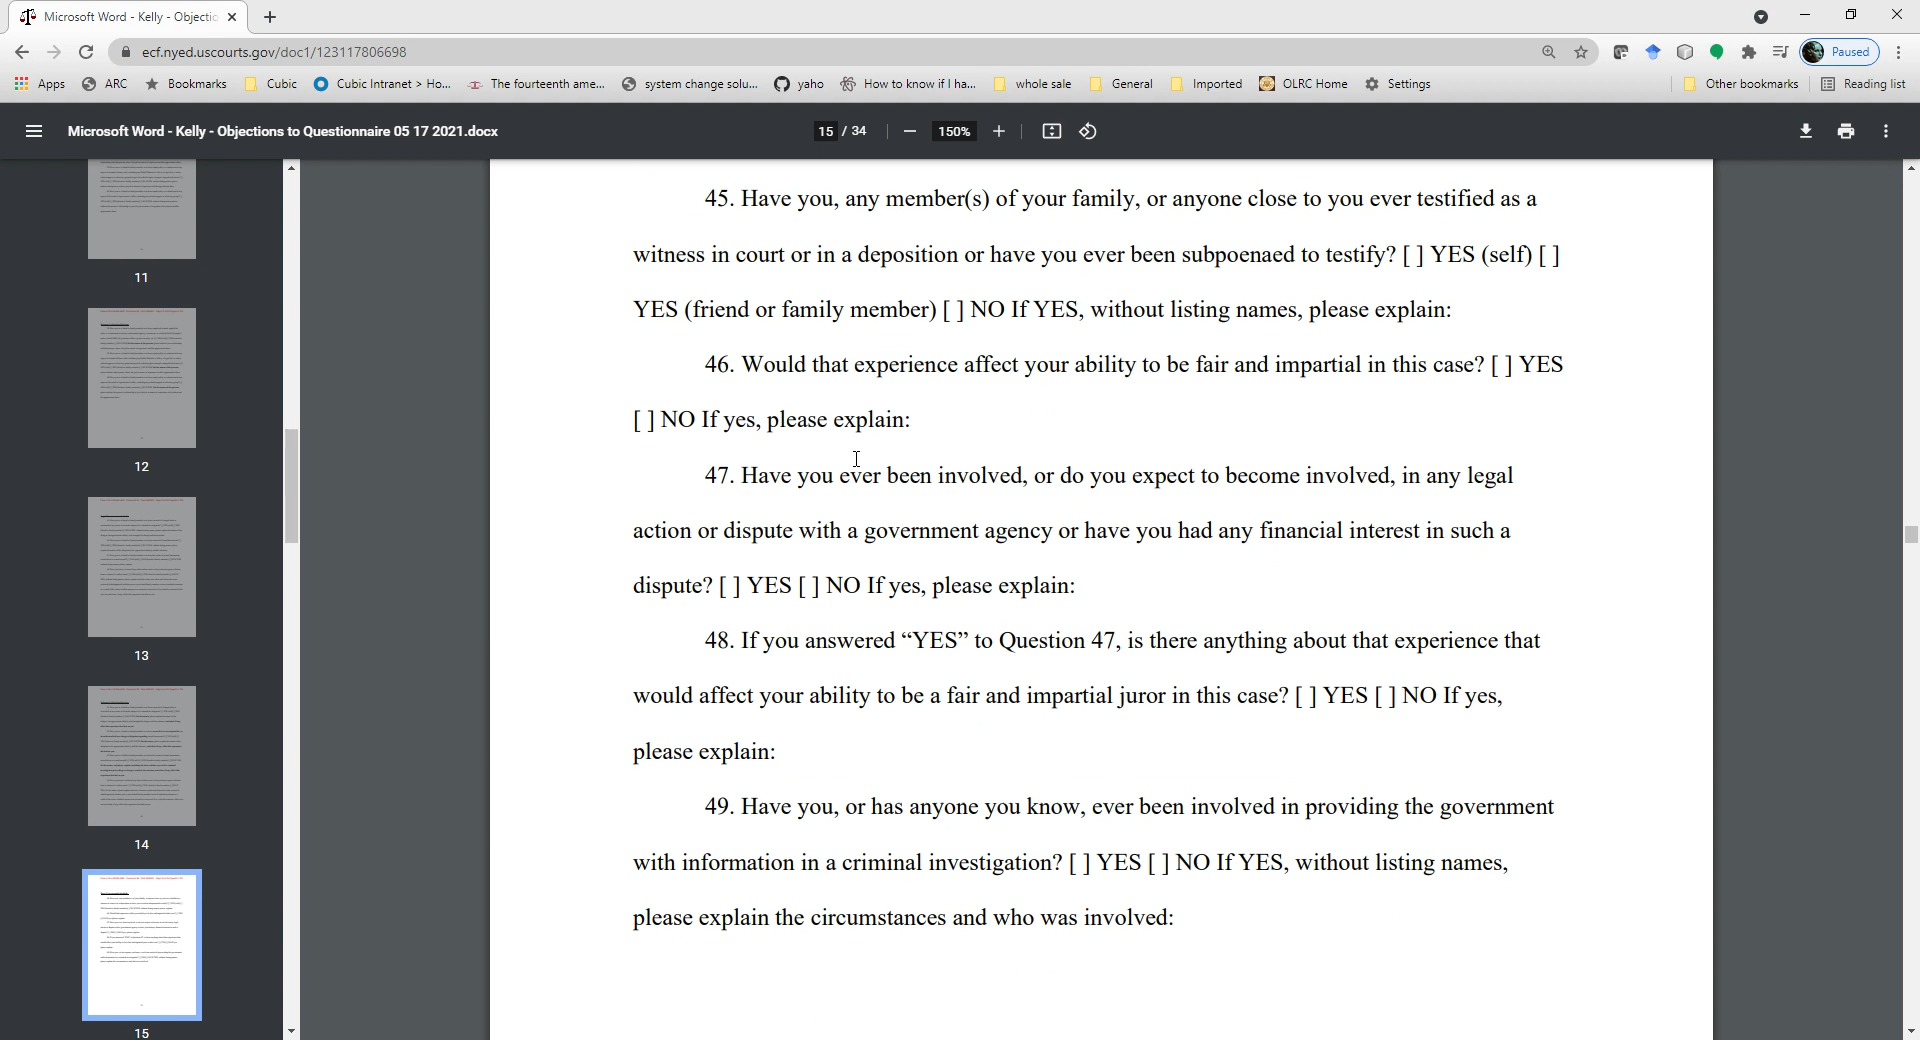 Microsoft Word - Kelly - Objectio
ecf.nyed.uscourts.gov/doc1/123117806698
Paused
Apps ARC Bookmarks Cubic Cubic Intranet > Ho... The fourteenth ame... system change solu... yaho How to know if I ha... whole sale General Imported OLRC Home Settings Other bookmarks Reading list
Microsoft Word - Kelly - Objections to Questionnaire 05 17 2021.docx 15 / 34 150%
11
12
13
14
15
45. Have you, any member(s) of your family, or anyone close to you ever testified as a
witness in court or in a deposition or have you ever been subpoenaed to testify? [ ] YES (self) [ ]
YES (friend or family member) [ ] NO If YES, without listing names, please explain:
46. Would that experience affect your ability to be fair and impartial in this case? [ ] YES
[ ] NO If yes, please explain:
47. Have you ever been involved, or do you expect to become involved, in any legal
action or dispute with a government agency or have you had any financial interest in such a
dispute? [ ] YES [ ] NO If yes, please explain:
48. If you answered “YES” to Question 47, is there anything about that experience that
would affect your ability to be a fair and impartial juror in this case? [ ] YES [ ] NO If yes,
please explain:
49. Have you, or has anyone you know, ever been involved in providing the government
with information in a criminal investigation? [ ] YES [ ] NO If YES, without listing names,
please explain the circumstances and who was involved: